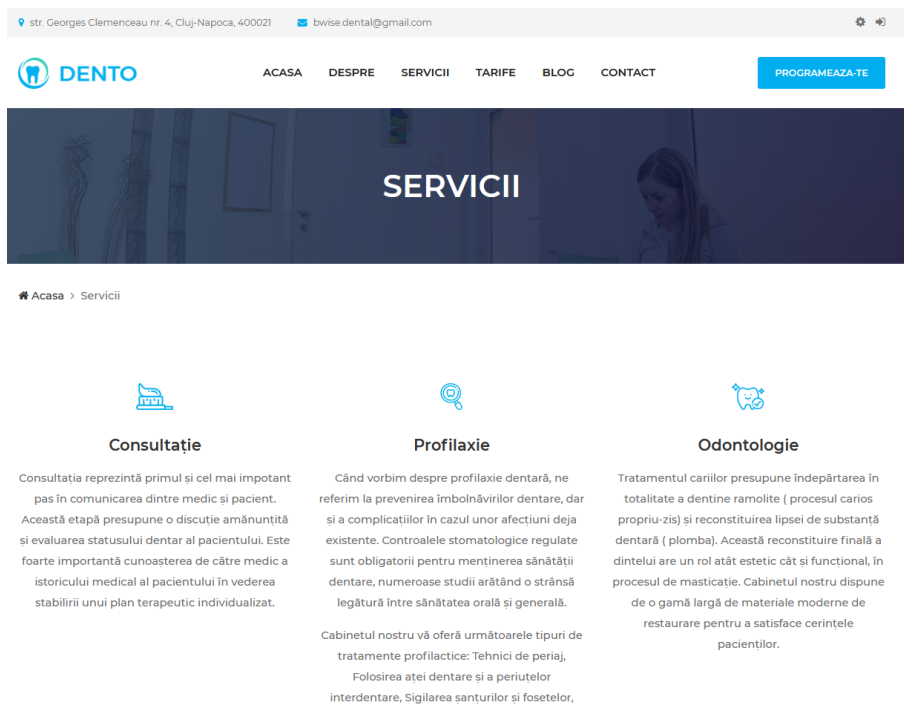 str. Georges Clemenceau nr. 4, Cluj-Napoca, 400021 bwise.dental@gmail.com
DENTO ACASA DESPRE SERVICII TARIFE BLOG CONTACT PROGRAMEAZA-TE
SERVICII
Acasa > Servicii
Consultație
Consultația reprezintă primul și cel mai impotant
pas în comunicarea dintre medic și pacient.
Această etapă presupune o discuție amănunțită
și evaluarea statusului dentar al pacientului. Este
foarte importantă cunoașterea de către medic a
istoricului medical al pacientului în vederea
stabilirii unui plan terapeutic individualizat.
Profilaxie
Când vorbim despre profilaxie dentară, ne
referim la prevenirea îmbolnăvirilor dentare, dar
și a complicațiilor în cazul unor afecțiuni deja
existente. Controalele stomatologice regulate
sunt obligatorii pentru menținerea sănătății
dentare, numeroase studii arătând o strânsă
legătură între sănătatea orală și generală.
Cabinetul nostru vă oferă următoarele tipuri de
tratamente profilactice: Tehnici de periaj,
Folosirea aței dentare și a periuțelor
interdentare, Sigilarea șanțurilor și fosetelor,
Odontologie
Tratamentul cariilor presupune îndepărtarea în
totalitate a dentine ramolite ( procesul carios
propriu-zis) și reconstituirea lipsei de substanță
dentară ( plomba). Această reconstituire finală a
dintelui are un rol atât estetic cât și funcțional, în
procesul de masticație. Cabinetul nostru dispune
de o gamă largă de materiale moderne de
restaurare pentru a satisface cerințele
pacienților.